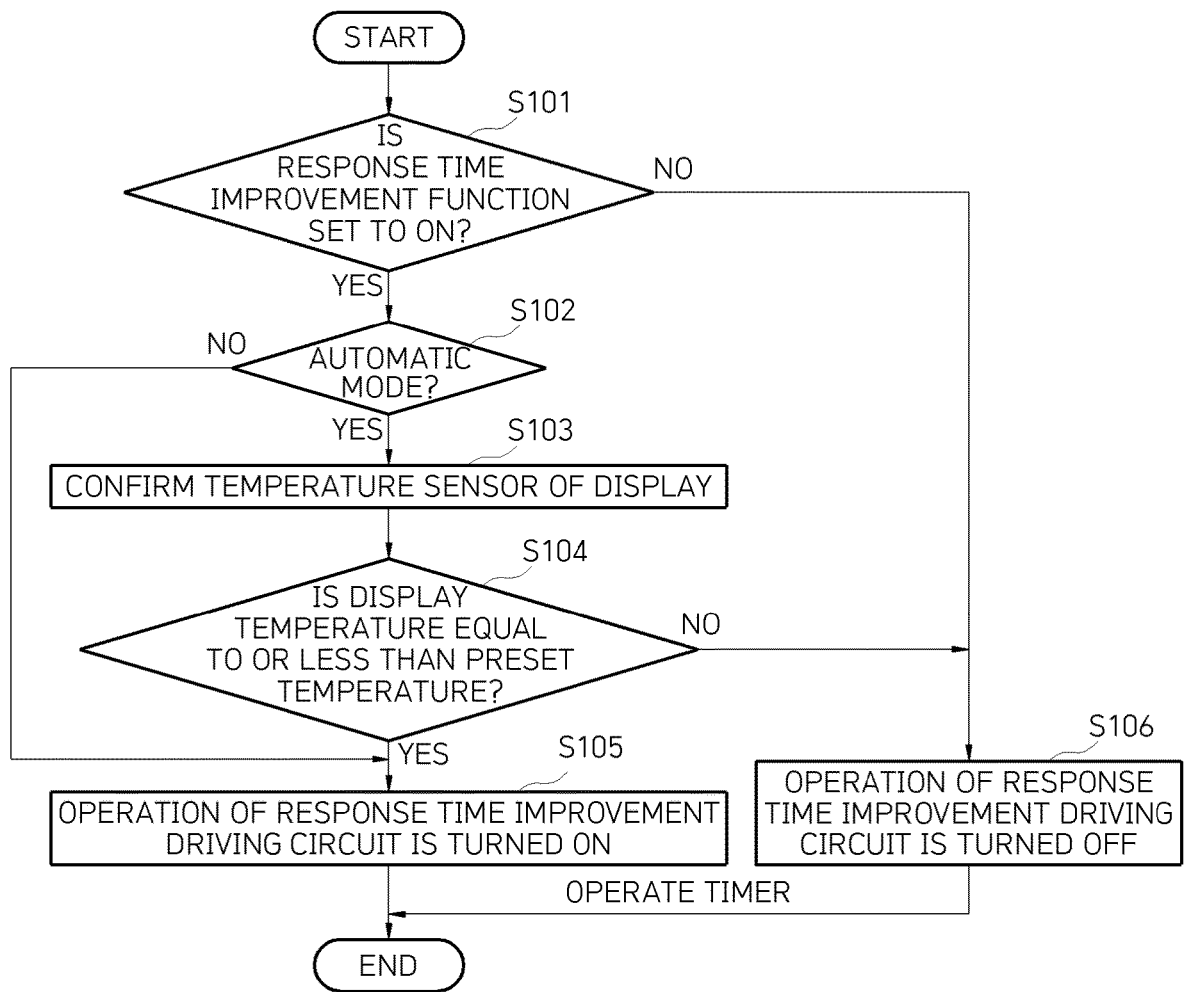 START
S101
IS
RESPONSE TIME
IMPROVEMENT FUNCTION
SET TO ON?
NO
YES
S102
NO
AUTOMATIC
MODE?
YES
S103
CONFIRM TEMPERATURE SENSOR OF DISPLAY
S104
IS DISPLAY
TEMPERATURE EQUAL
TO OR LESS THAN PRESET
TEMPERATURE?
NO
YES
S105
OPERATION OF RESPONSE TIME IMPROVEMENT
DRIVING CIRCUIT IS TURNED ON
S106
OPERATION OF RESPONSE
TIME IMPROVEMENT DRIVING
CIRCUIT IS TURNED OFF
OPERATE TIMER
END